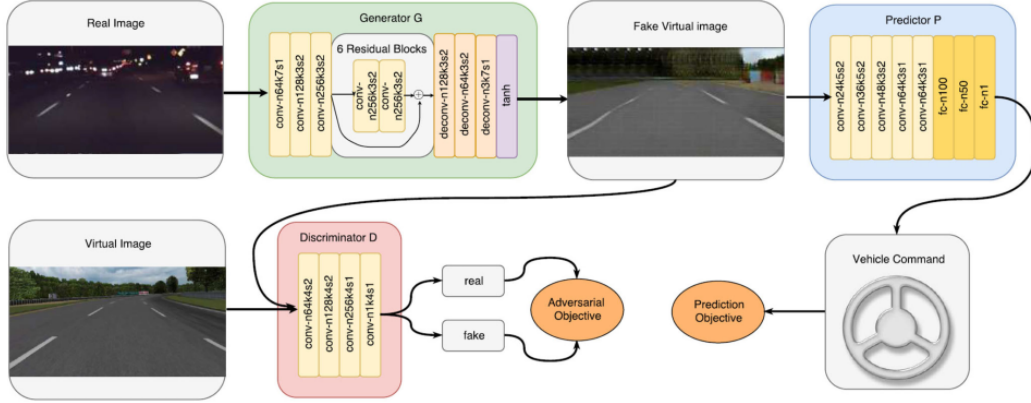 Real Image
Generator G
conv-n64k7s1
conv-n128k3s2
conv-n256k3s2
6 Residual Blocks
conv-
n256k3s2
conv-
n256k3s2
deconv-n128k3s2
deconv-n64k3s2
deconv-n3k7s1
tanh
Fake Virtual image
Predictor P
conv-n24k5s2
conv-n36k5s2
conv-n48k3s2
conv-n64k3s1
conv-n64k3s1
fc-n100
fc-n50
fc-n1
Virtual Image
Discriminator D
conv-n64k4s2
conv-n128k4s2
conv-n256k4s1
conv-n1k4s1
real
fake
Adversarial
Objective
Prediction
Objective
Vehicle Command